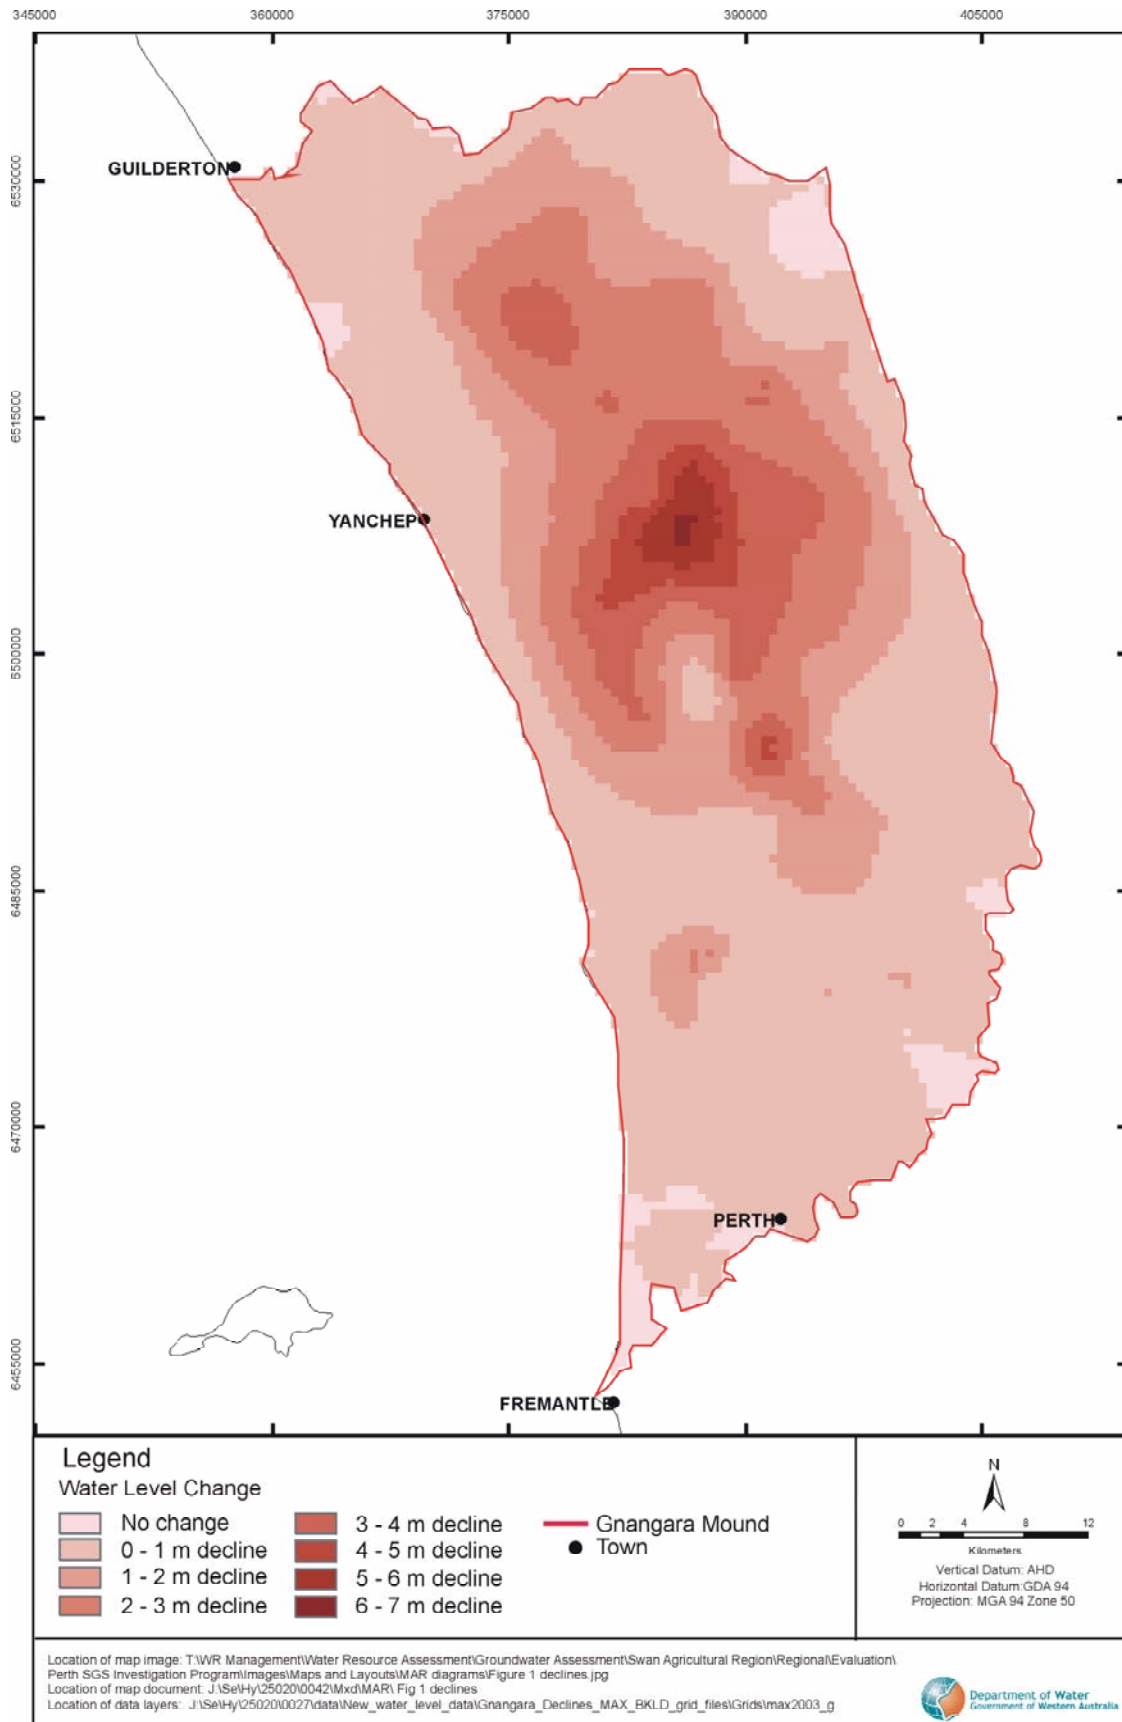 345000 360000 375000 390000 405000
6530000
6515000
6500000
6485000
6470000
6455000
GUILDERTON
YANCHEP
PERTH
FREMANTLE
Legend
Water Level Change
No change
0 - 1 m decline
1 - 2 m decline
2 - 3 m decline
3 - 4 m decline
4 - 5 m decline
5 - 6 m decline
6 - 7 m decline
Gnangara Mound
Town
N
0 2 4 8 12
Kilometers
Vertical Datum: AHD
Horizontal Datum:GDA 94
Projection: MGA 94 Zone 50
Location of map image: T:\WR Management\Water Resource Assessment\Groundwater Assessment\Swan Agricultural Region\Regional\Evaluation\
Perth SGS Investigation Program\Images\Maps and Layouts\MAR diagrams\Figure 1 declines.jpg
Location of map document: J:\Se\Hy\25020\0042\Mxd\MAR\ Fig 1 declines
Location of data layers: J:\Se\Hy\25020\0027\data\New_water_level_data\Gnangara_Declines_MAX_BKLD_grid_files\Grids\max2003_g
Department of Water
Government of Western Australia